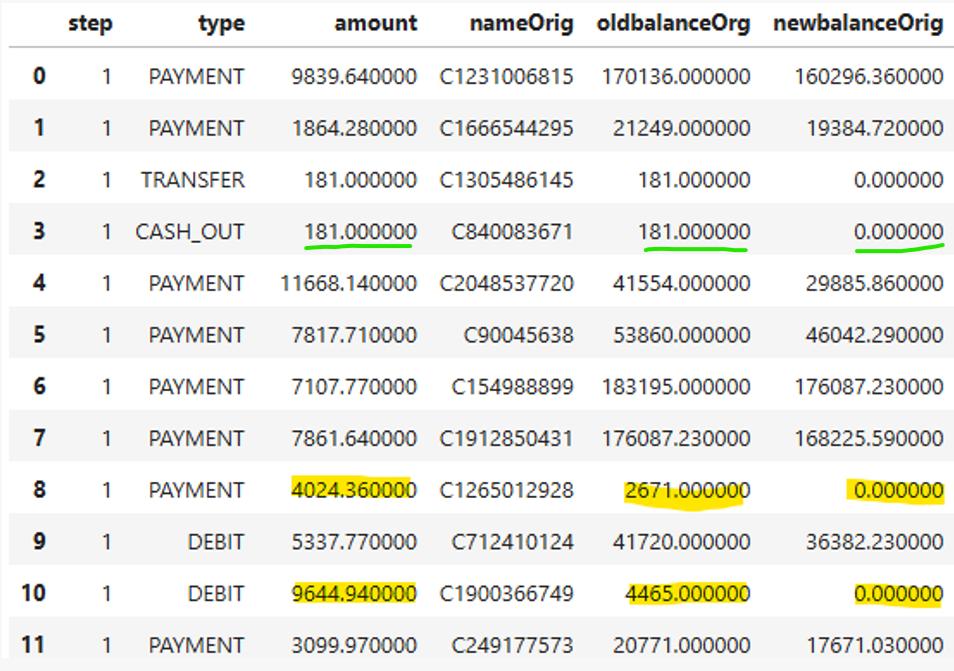 step type amount nameOrig oldbalanceOrg newbalanceOrig
0 1 PAYMENT 9839.640000 C1231006815 170136.000000 160296.360000
1 1 PAYMENT 1864.280000 C1666544295 21249.000000 19384.720000
2 1 TRANSFER 181.000000 C1305486145 181.000000 0.000000
3 1 CASH_OUT 181.000000 C840083671 181.000000 0.000000
4 1 PAYMENT 11668.140000 C2048537720 41554.000000 29885.860000
5 1 PAYMENT 7817.710000 C90045638 53860.000000 46042.290000
6 1 PAYMENT 7107.770000 C154988899 183195.000000 176087.230000
7 1 PAYMENT 7861.640000 C1912850431 176087.230000 168225.590000
8 1 PAYMENT 4024.360000 C1265012928 2671.000000 0.000000
9 1 DEBIT 5337.770000 C712410124 41720.000000 36382.230000
10 1 DEBIT 9644.940000 C1900366749 4465.000000 0.000000
11 1 PAYMENT 3099.970000 C249177573 20771.000000 17671.030000